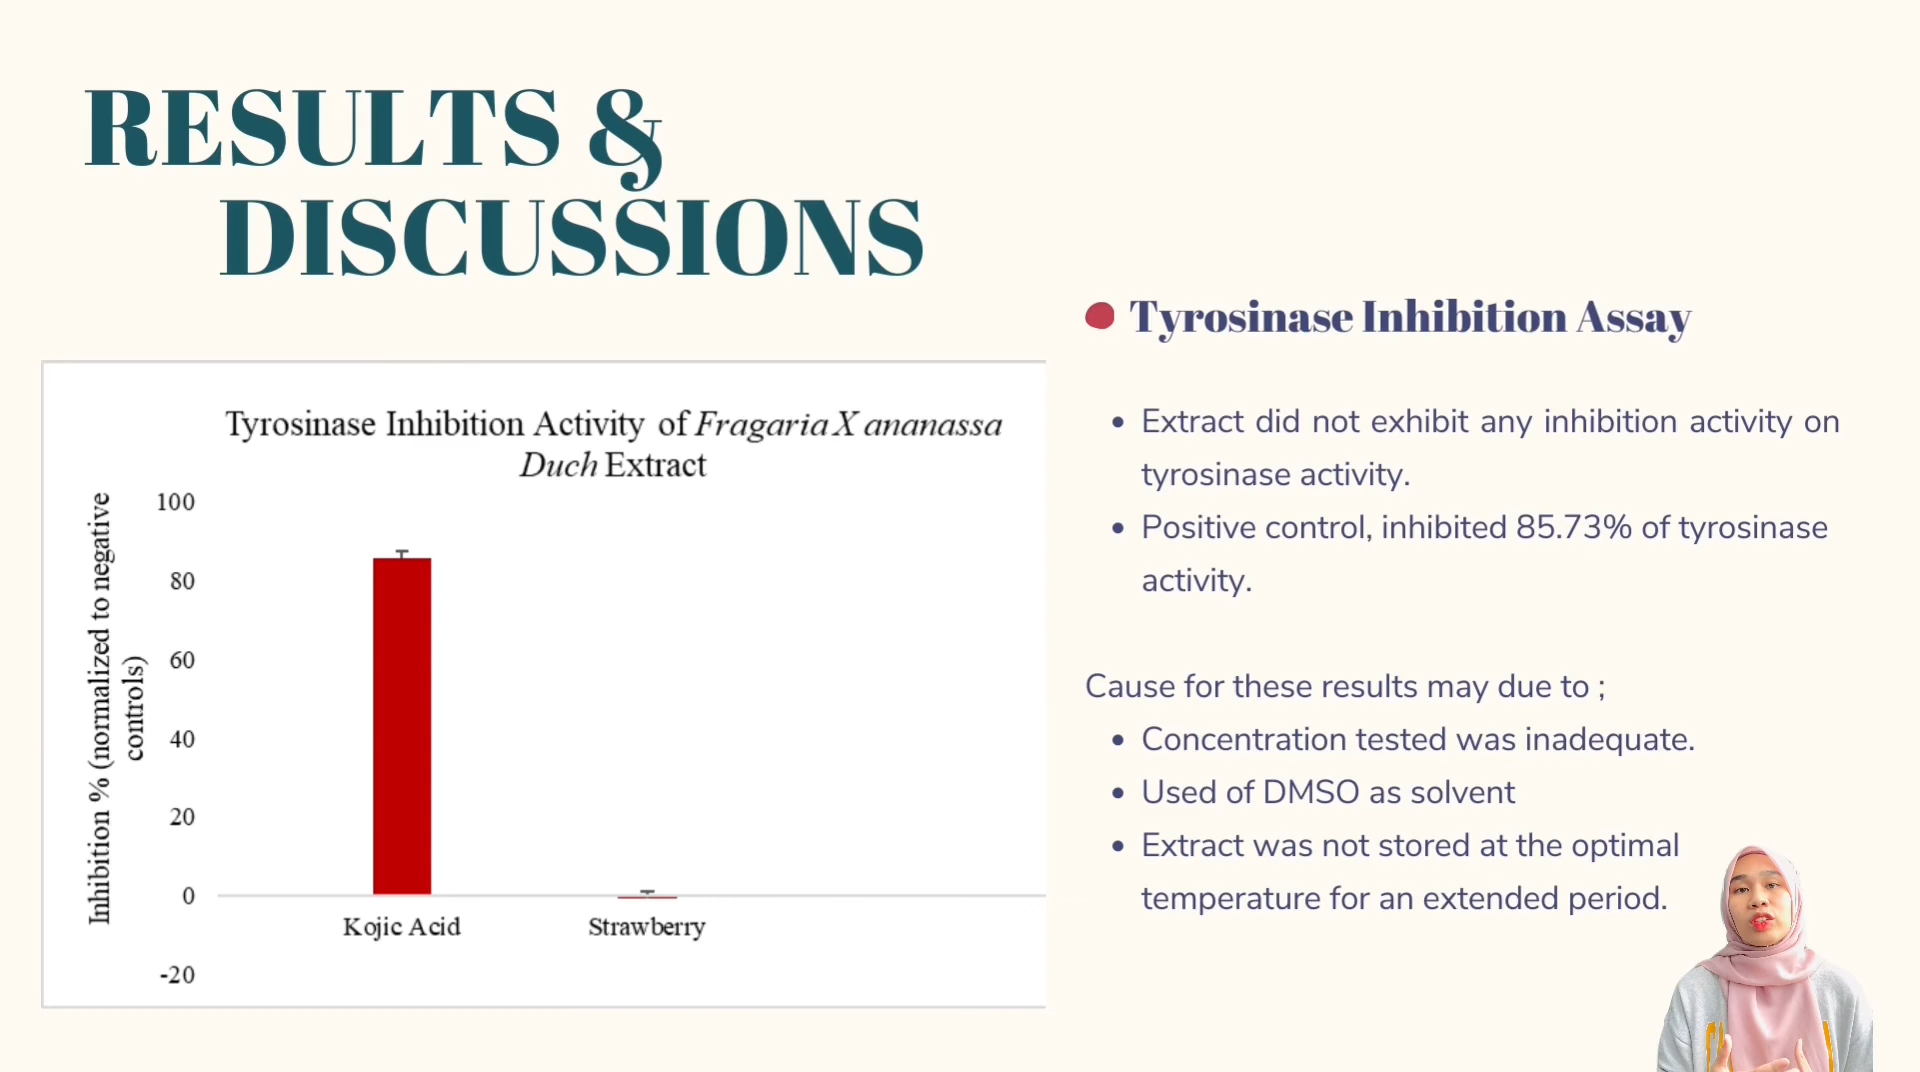 RESULTS &
DISCUSSIONS
Tyrosinase Inhibition Activity of Fragaria X ananassa
Duch Extract
Inhibition % (normalized to negative
controls)
100
80
60
40
20
0
-20
Kojic Acid
Strawberry
Tyrosinase Inhibition Assay
• Extract did not exhibit any inhibition activity on
tyrosinase activity.
• Positive control, inhibited 85.73% of tyrosinase
activity.
Cause for these results may due to ;
• Concentration tested was inadequate.
• Used of DMSO as solvent
• Extract was not stored at the optimal
temperature for an extended period.